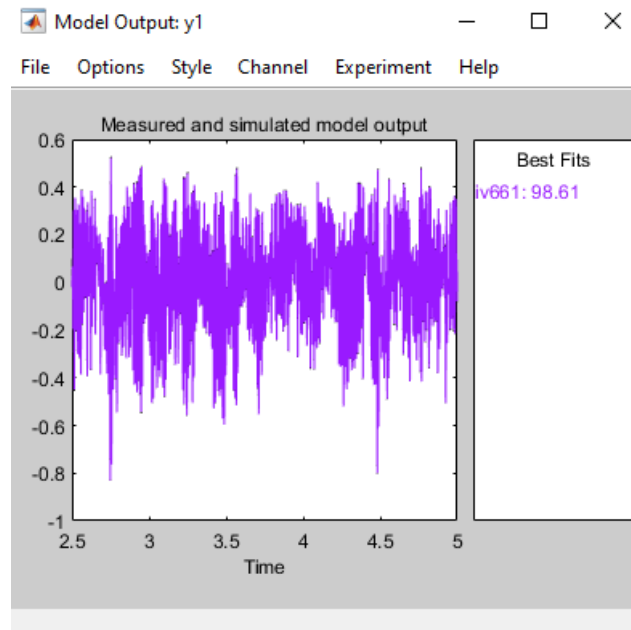 Model Output: y1
File Options Style Channel Experiment Help
Measured and simulated model output
0.6
0.4
0.2
0
-0.2
-0.4
-0.6
-0.8
-1
2.5 3 3.5 4 4.5 5
Time
Best Fits
iv661: 98.61